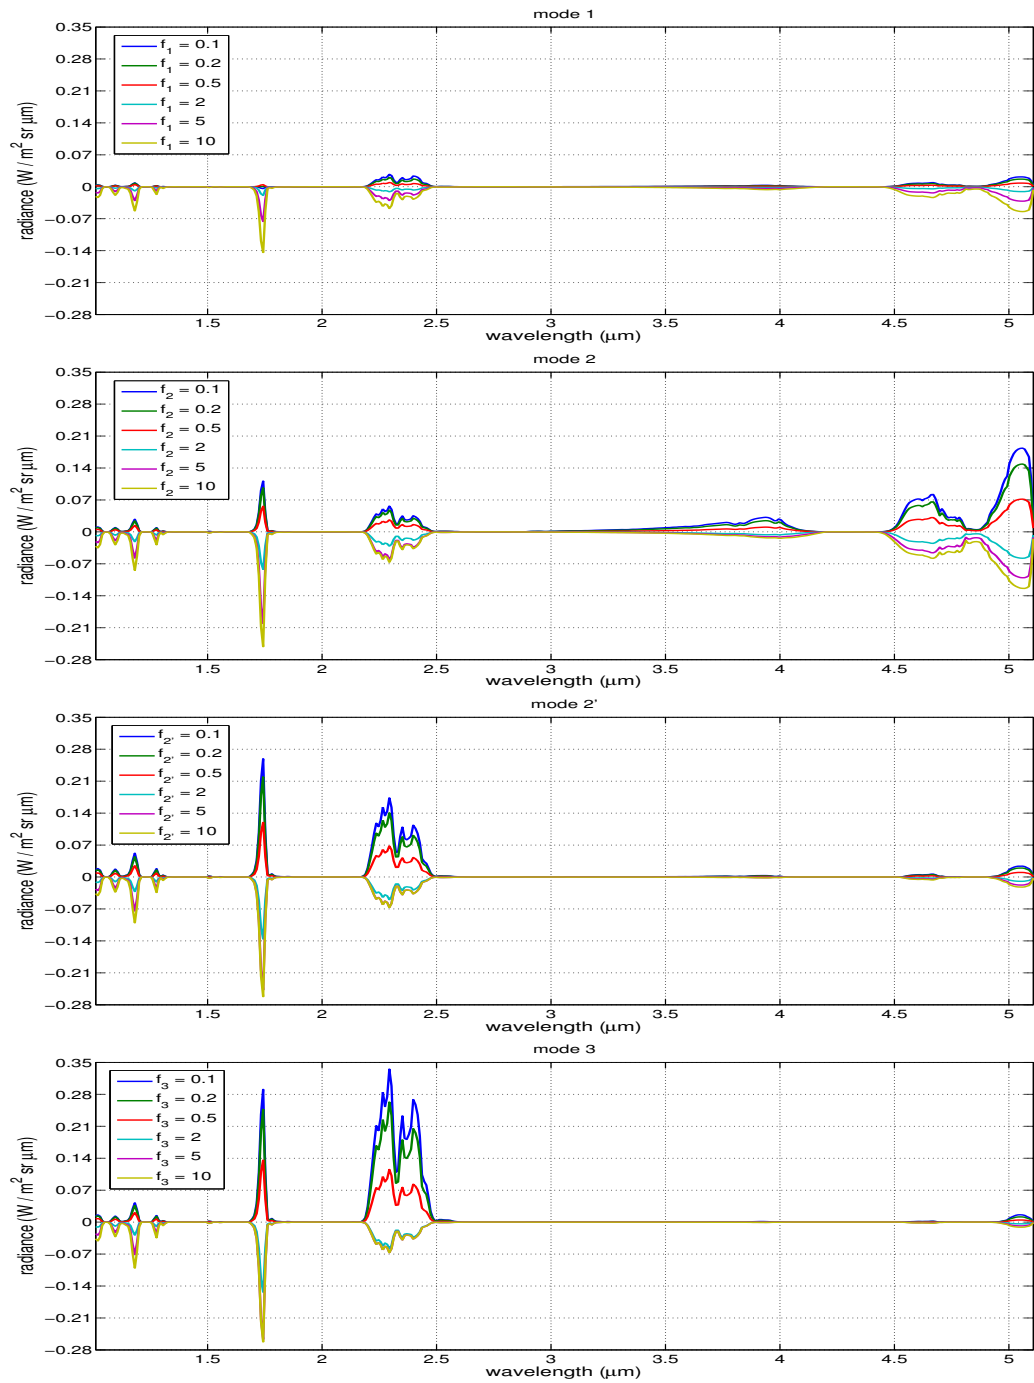 mode 1
0.35
0.28
0.21
0.14
0.07
0
−0.07
−0.14
−0.21
−0.28
radiance (W / m² sr μm)
f₁ = 0.1
f₁ = 0.2
f₁ = 0.5
f₁ = 2
f₁ = 5
f₁ = 10
1.5 2 2.5 3 3.5 4 4.5 5
wavelength (μm)
mode 2
0.35
0.28
0.21
0.14
0.07
0
−0.07
−0.14
−0.21
−0.28
radiance (W / m² sr μm)
f₂ = 0.1
f₂ = 0.2
f₂ = 0.5
f₂ = 2
f₂ = 5
f₂ = 10
1.5 2 2.5 3 3.5 4 4.5 5
wavelength (μm)
mode 2'
0.35
0.28
0.21
0.14
0.07
0
−0.07
−0.14
−0.21
−0.28
radiance (W / m² sr μm)
f₂' = 0.1
f₂' = 0.2
f₂' = 0.5
f₂' = 2
f₂' = 5
f₂' = 10
1.5 2 2.5 3 3.5 4 4.5 5
wavelength (μm)
mode 3
0.35
0.28
0.21
0.14
0.07
0
−0.07
−0.14
−0.21
−0.28
radiance (W / m² sr μm)
f₃ = 0.1
f₃ = 0.2
f₃ = 0.5
f₃ = 2
f₃ = 5
f₃ = 10
1.5 2 2.5 3 3.5 4 4.5 5
wavelength (μm)